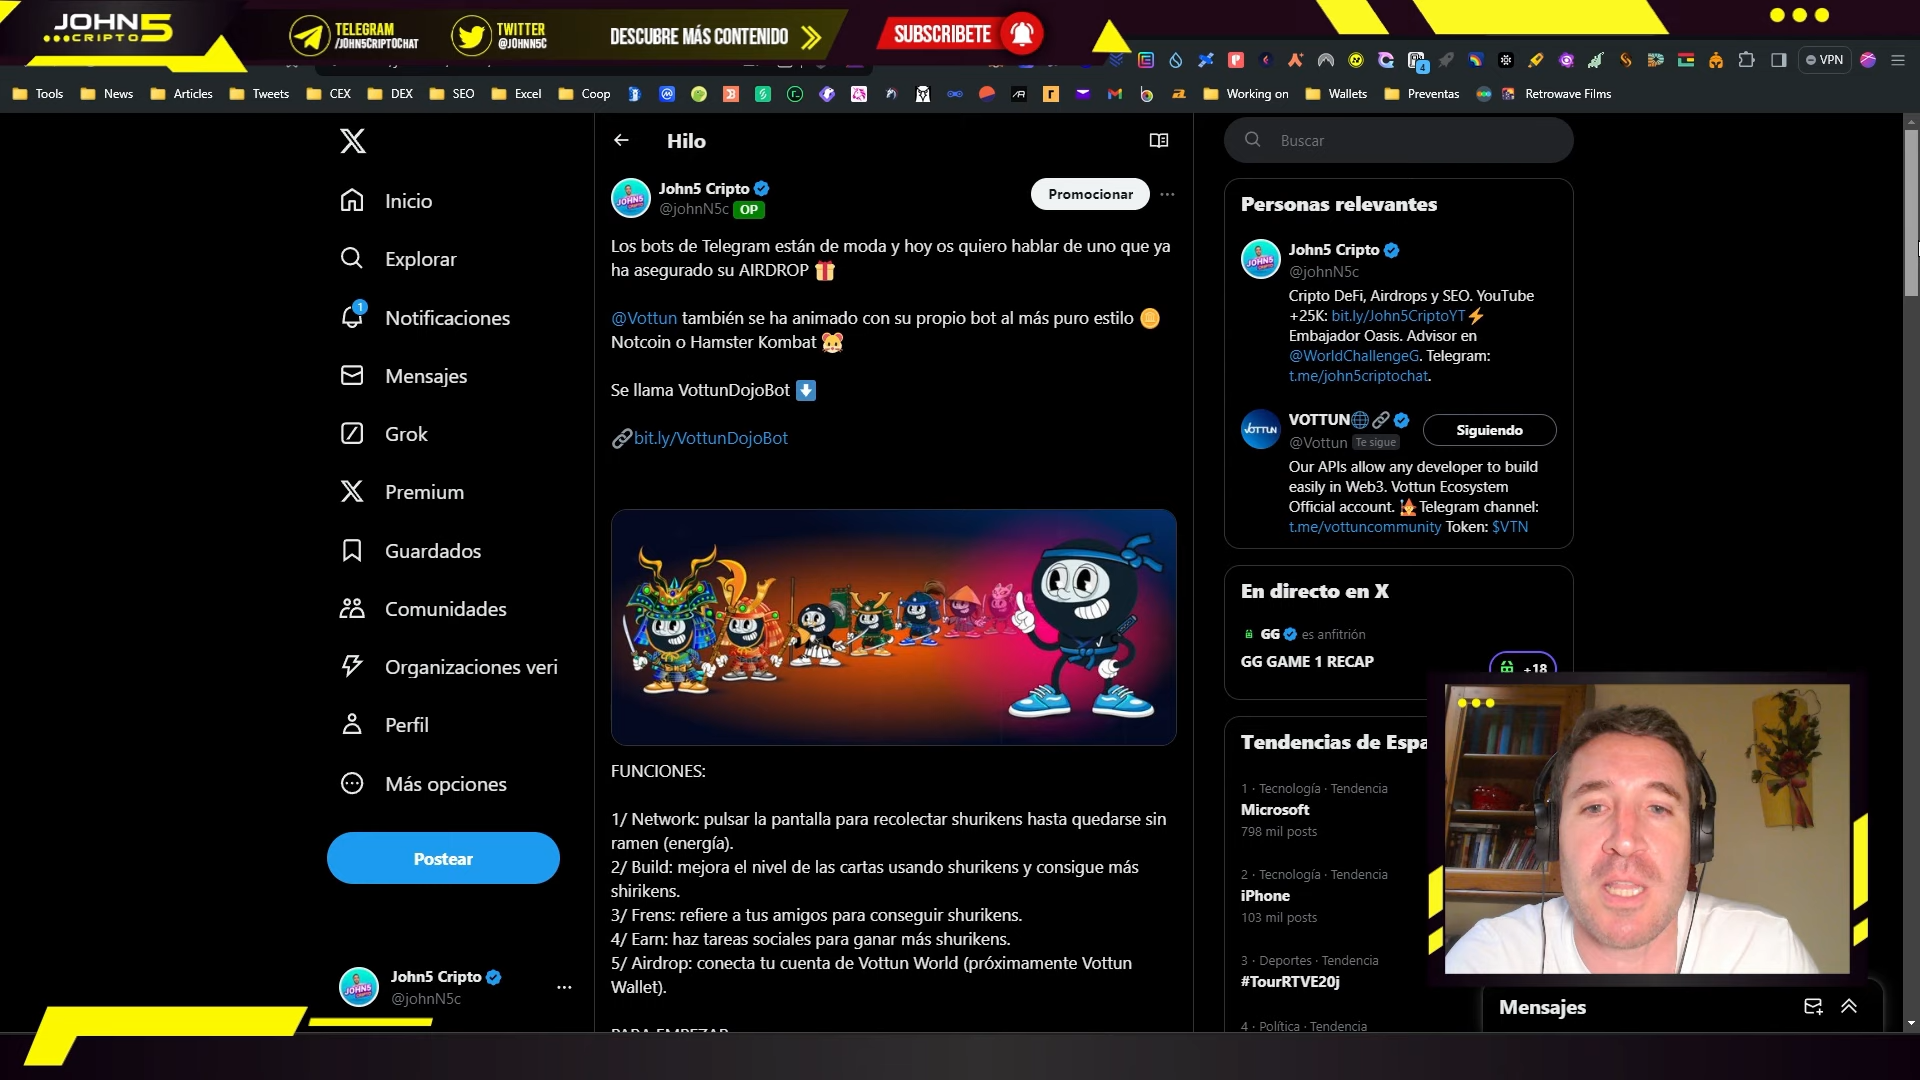 JOHN 5
CRIPTO
TELEGRAM
/JOHN5CRIPTOCHAT
TWITTER
@JOHNN5C
DESCUBRE MÁS CONTENIDO
SUBSCRIBETE
4
VPN
Tools
News
Articles
Tweets
CEX
DEX
SEO
Excel
Coop
Working on
Wallets
Preventas
Retrowave Films
Inicio
Explorar
1
Notificaciones
Mensajes
Grok
Premium
Guardados
Comunidades
Organizaciones veri
Perfil
Más opciones
Postear
John5 Cripto
@johnN5c
Hilo
JOHN5
John5 Cripto
@johnN5c OP
Promocionar
Los bots de Telegram están de moda y hoy os quiero hablar de uno que ya
ha asegurado su AIRDROP 🎁
@Vottun también se ha animado con su propio bot al más puro estilo 🪙
Notcoin o Hamster Kombat 🐹
Se llama VottunDojoBot ⬇️
🔗bit.ly/VottunDojoBot
FUNCIONES:
1/ Network: pulsar la pantalla para recolectar shurikens hasta quedarse sin
ramen (energía).
2/ Build: mejora el nivel de las cartas usando shurikens y consigue más
shirikens.
3/ Frens: refiere a tus amigos para conseguir shurikens.
4/ Earn: haz tareas sociales para ganar más shurikens.
5/ Airdrop: conecta tu cuenta de Vottun World (próximamente Vottun
Wallet).
PARA EMPEZAR
Buscar
Personas relevantes
JOHN5
John5 Cripto
@johnN5c
Cripto DeFi, Airdrops y SEO. YouTube
+25K: bit.ly/John5CriptoYT⚡
Embajador Oasis. Advisor en
@WorldChallengeG. Telegram:
t.me/john5criptochat.
VOTTUN
VOTTUN🌐🔗
@Vottun Te sigue
Siguiendo
Our APIs allow any developer to build
easily in Web3. Vottun Ecosystem
Official account. Telegram channel:
t.me/vottuncommunity Token: $VTN
En directo en X
GG es anfitrión
GG GAME 1 RECAP
+18
Tendencias de Espa
1 · Tecnología · Tendencia
Microsoft
798 mil posts
2 · Tecnología · Tendencia
iPhone
103 mil posts
3 · Deportes · Tendencia
#TourRTVE20j
4 · Política · Tendencia
Mensajes